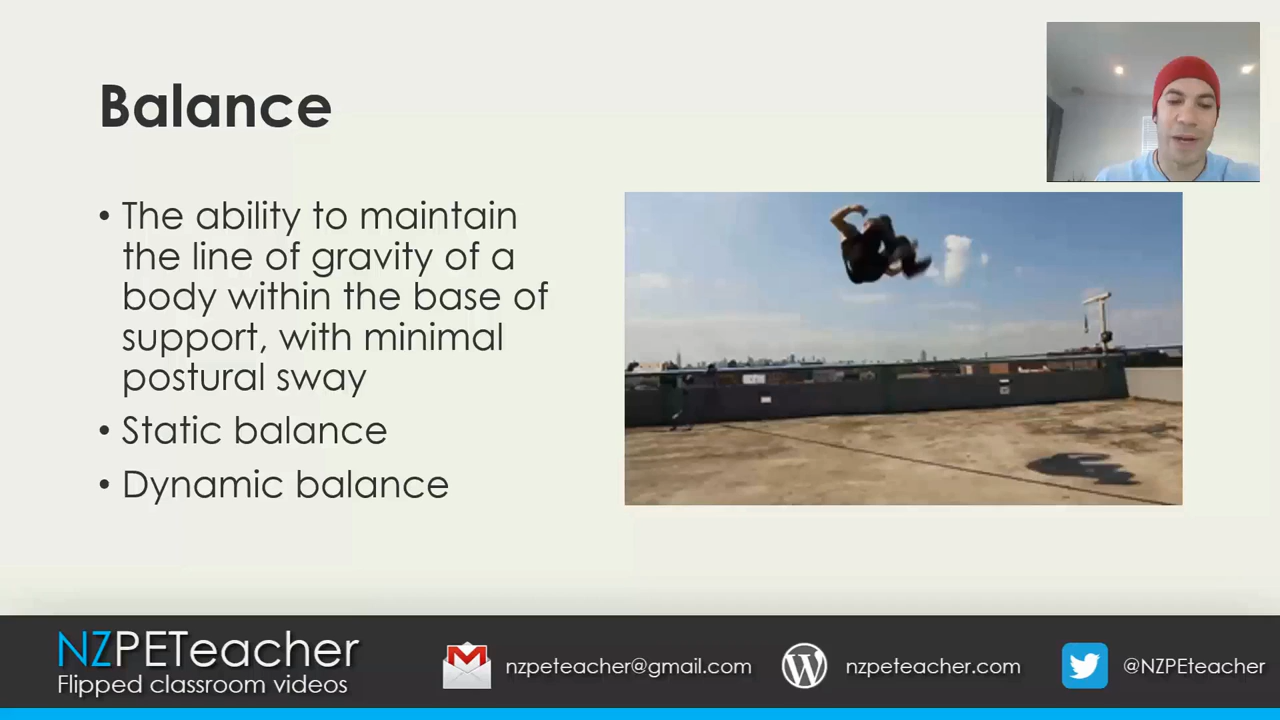 Balance
• The ability to maintain
the line of gravity of a
body within the base of
support, with minimal
postural sway
• Static balance
• Dynamic balance
NZPETeacher
Flipped classroom videos
nzpeteacher@gmail.com
nzpeteacher.com
@NZPEteacher